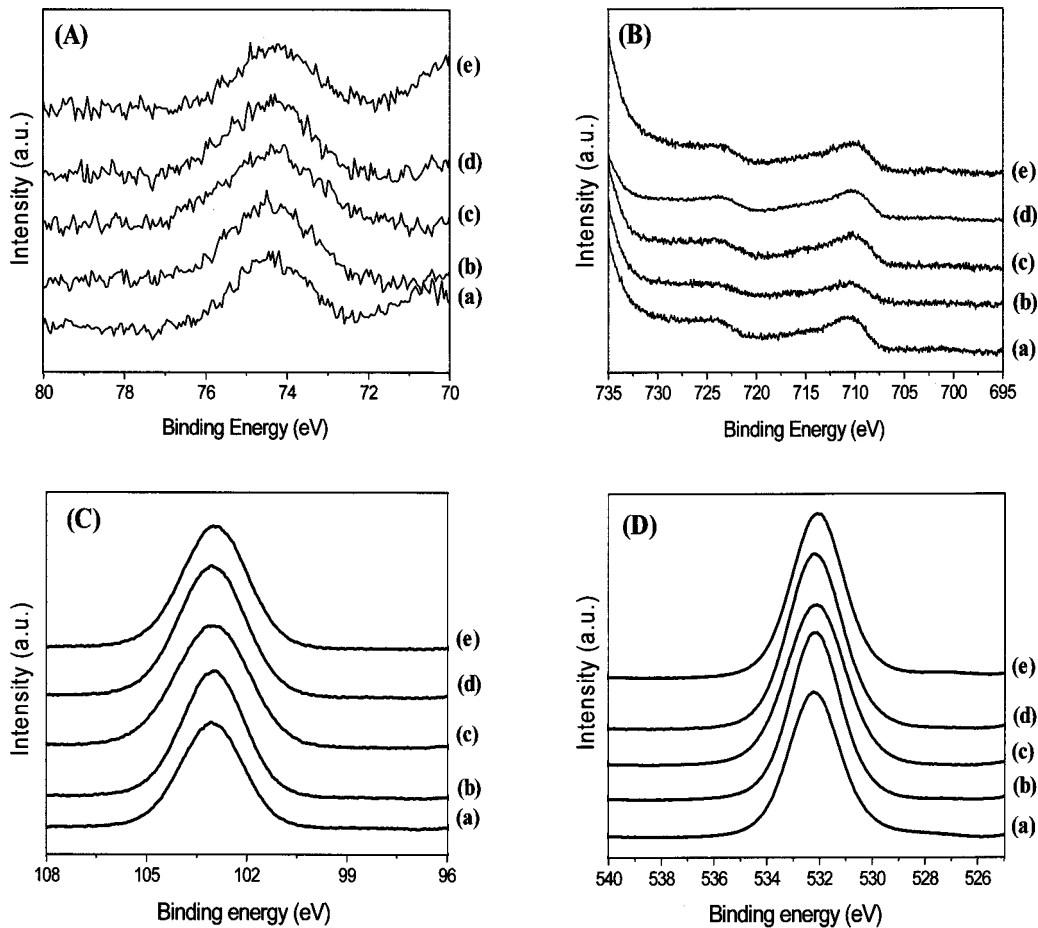 (A)
(e)
(d)
(c)
(b)
(a)
Intensity (a.u.)
80 78 76 74 72 70
Binding Energy (eV)
(B)
(e)
(d)
(c)
(b)
(a)
Intensity (a.u.)
735 730 725 720 715 710 705 700 695
Binding Energy (eV)
(C)
(e)
(d)
(c)
(b)
(a)
Intensity (a.u.)
108 105 102 99 96
Binding energy (eV)
(D)
(e)
(d)
(c)
(b)
(a)
Intensity (a.u.)
540 538 536 534 532 530 528 526
Binding energy (eV)